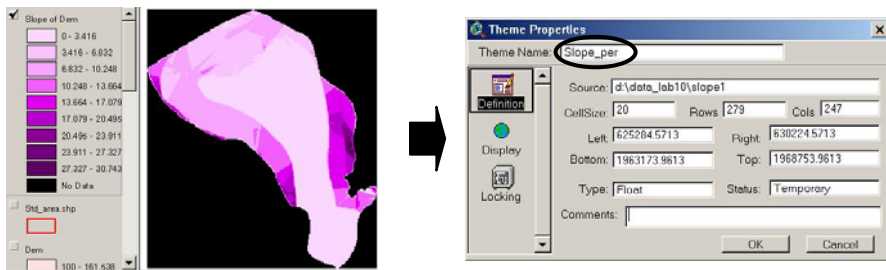 Slope of Dem
0 - 3.416
3.416 - 6.832
6.832 - 10.248
10.248 - 13.664
13.664 - 17.079
17.079 - 20.495
20.495 - 23.911
23.911 - 27.327
27.327 - 30.743
No Data
Std_area.shp
Dem
100 - 161.538
Theme Properties
Theme Name: Slope_per
Definition
Display
Locking
Source: d:\data_lab10\slope1
CellSize: 20 Rows 279 Cols 247
Left: 625284.5713 Right: 630224.5713
Bottom: 1963173.9613 Top: 1968753.9613
Type: Float Status: Temporary
Comments:
OK Cancel